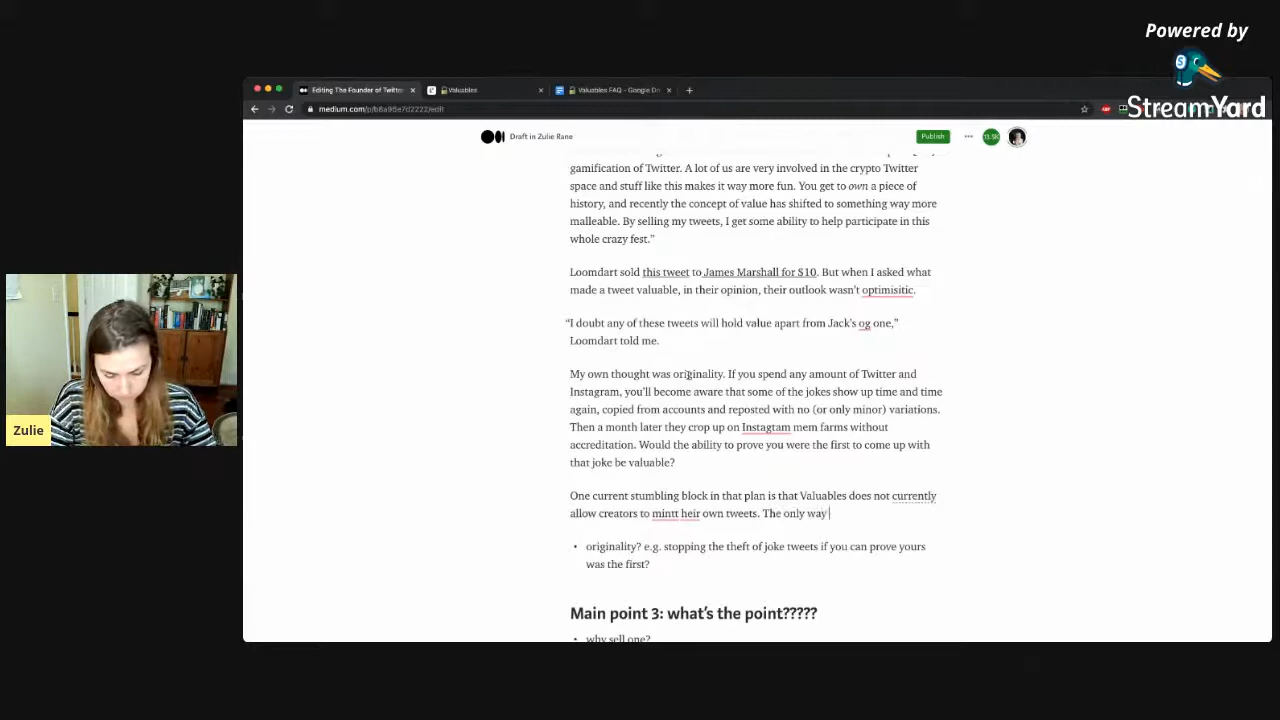 Powered by
StreamYard
Editing The Founder of Twitter
Valuables
Valuables FAQ - Google Do
medium.com/p/b8a95e7d2222/edit
Draft in Zulie Rane
Publish
gamification of Twitter. A lot of us are very involved in the crypto Twitter
space and stuff like this makes it way more fun. You get to own a piece of
history, and recently the concept of value has shifted to something way more
malleable. By selling my tweets, I get some ability to help participate in this
whole crazy fest.”
Loomdart sold this tweet to James Marshall for $10. But when I asked what
made a tweet valuable, in their opinion, their outlook wasn’t optimisitic.
“I doubt any of these tweets will hold value apart from Jack’s og one,”
Loomdart told me.
My own thought was originality. If you spend any amount of Twitter and
Instagram, you’ll become aware that some of the jokes show up time and time
again, copied from accounts and reposted with no (or only minor) variations.
Then a month later they crop up on Instagtam mem farms without
accreditation. Would the ability to prove you were the first to come up with
that joke be valuable?
One current stumbling block in that plan is that Valuables does not currently
allow creators to mintt heir own tweets. The only way
• originality? e.g. stopping the theft of joke tweets if you can prove yours
was the first?
Main point 3: what’s the point?????
• why sell one?
Zulie